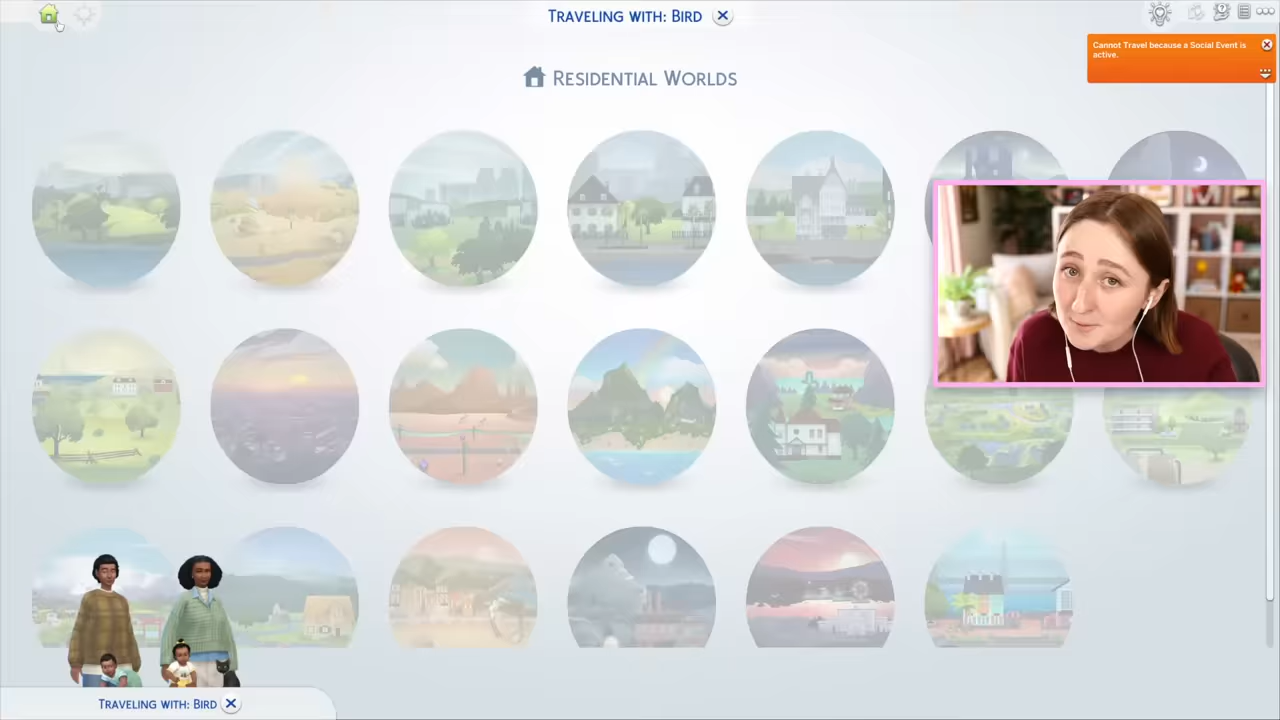 Traveling with: Bird
Cannot Travel because a Social Event is
active.
Residential Worlds
Traveling with: Bird